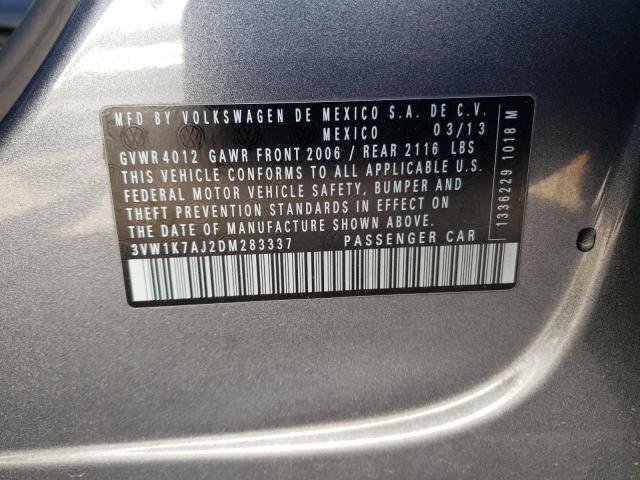 MFD BY VOLKSWAGEN DE MEXICO S.A. DE C.V.
MEXICO 03/13
GVWR 4012 GAWR FRONT 2006 / REAR 2116 LBS
THIS VEHICLE CONFORMS TO ALL APPLICABLE U.S.
FEDERAL MOTOR VEHICLE SAFETY, BUMPER AND
THEFT PREVENTION STANDARDS IN EFFECT ON
THE DATE OF MANUFACTURE SHOWN ABOVE.
3VW1K7AJ2DM283337 PASSENGER CAR
1336229 1018 M